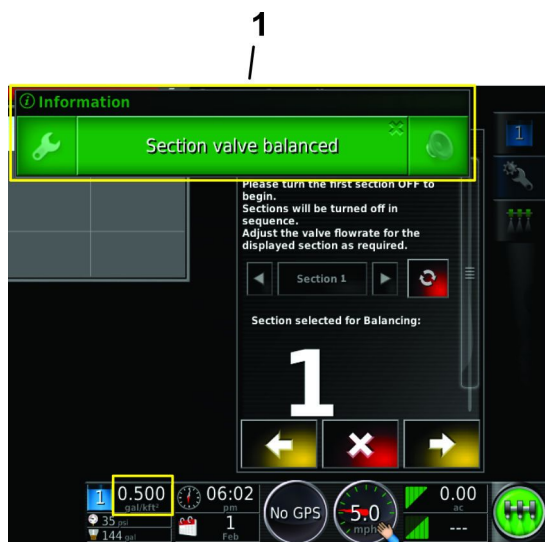 1
Information
Section valve balanced
1
Please turn the first section OFF to
begin.
Sections will be turned off in
sequence.
Adjust the valve flowrate for the
displayed section as required.
Section 1
Section selected for Balancing:
1
1 0.500 gal/kft²
35 psi
144 gal
06:02 pm
1 Feb
No GPS
5.0 mph
0.00 ac
---